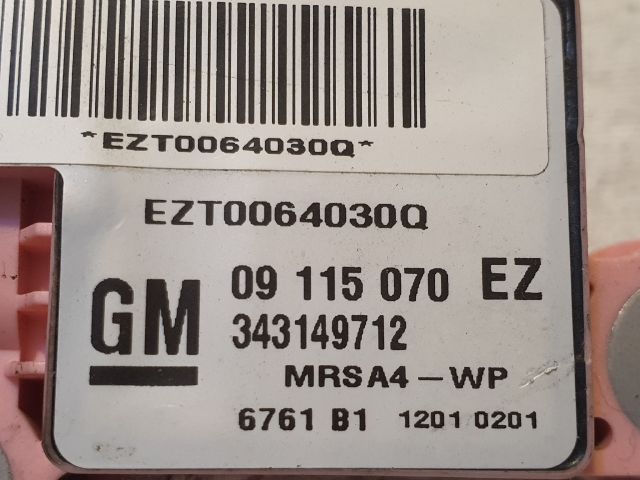 *EZT0064030Q*
EZT0064030Q
GM 09 115 070 EZ
343149712
MRSA4-WP
6761 B1 1201 0201